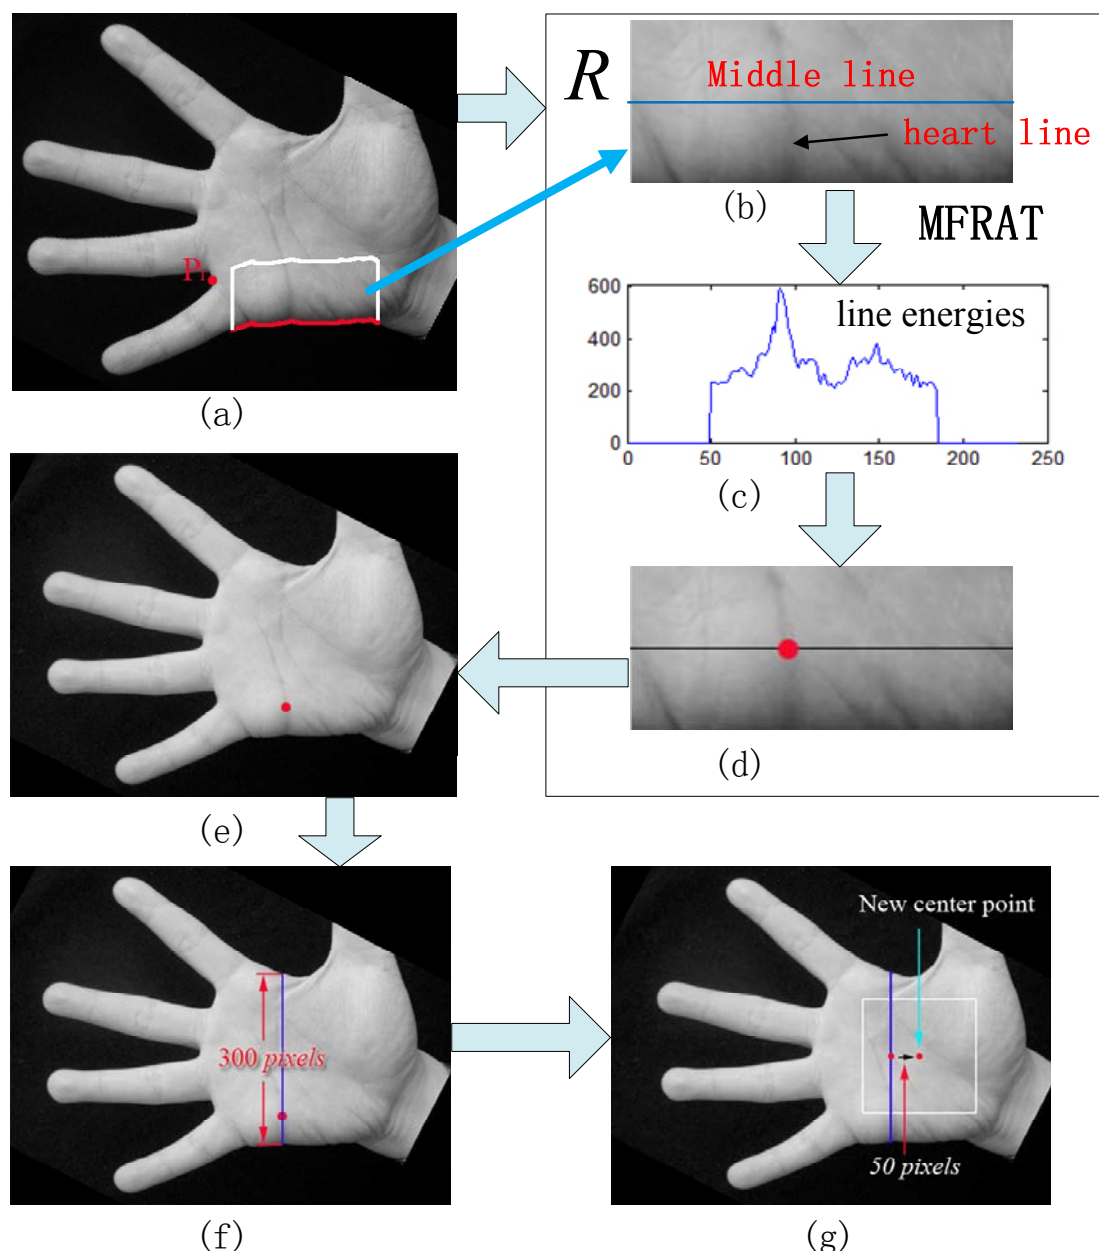 R
Middle line
heart line
(b)
MFRAT
(a)
600
line energies
400
200
0
0 50 100 150 200 250
(c)
(d)
(e)
New center point
300 pixels
50 pixels
(f)
(g)